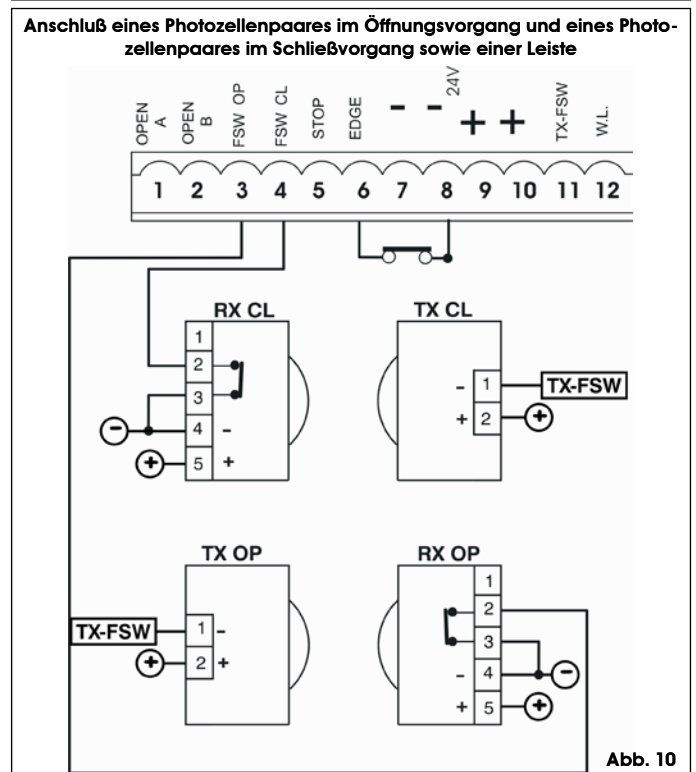 Anschluß eines Photozellenpaares im Öffnungsvorgang und eines Photo-
zellenpaares im Schließvorgang sowie einer Leiste
OPEN A
OPEN B
FSW OP
FSW CL
STOP
EDGE
-
-
24V
+
+
TX-FSW
W.L.
1 2 3 4 5 6 7 8 9 10 11 12
RX CL
1
2
3
- 4 -
+ 5 +
TX CL
- 1 TX-FSW
+ 2 +
TX OP
TX-FSW 1 -
+ 2 +
RX OP
1
2
3
- 4 -
+ 5 +
Abb. 10